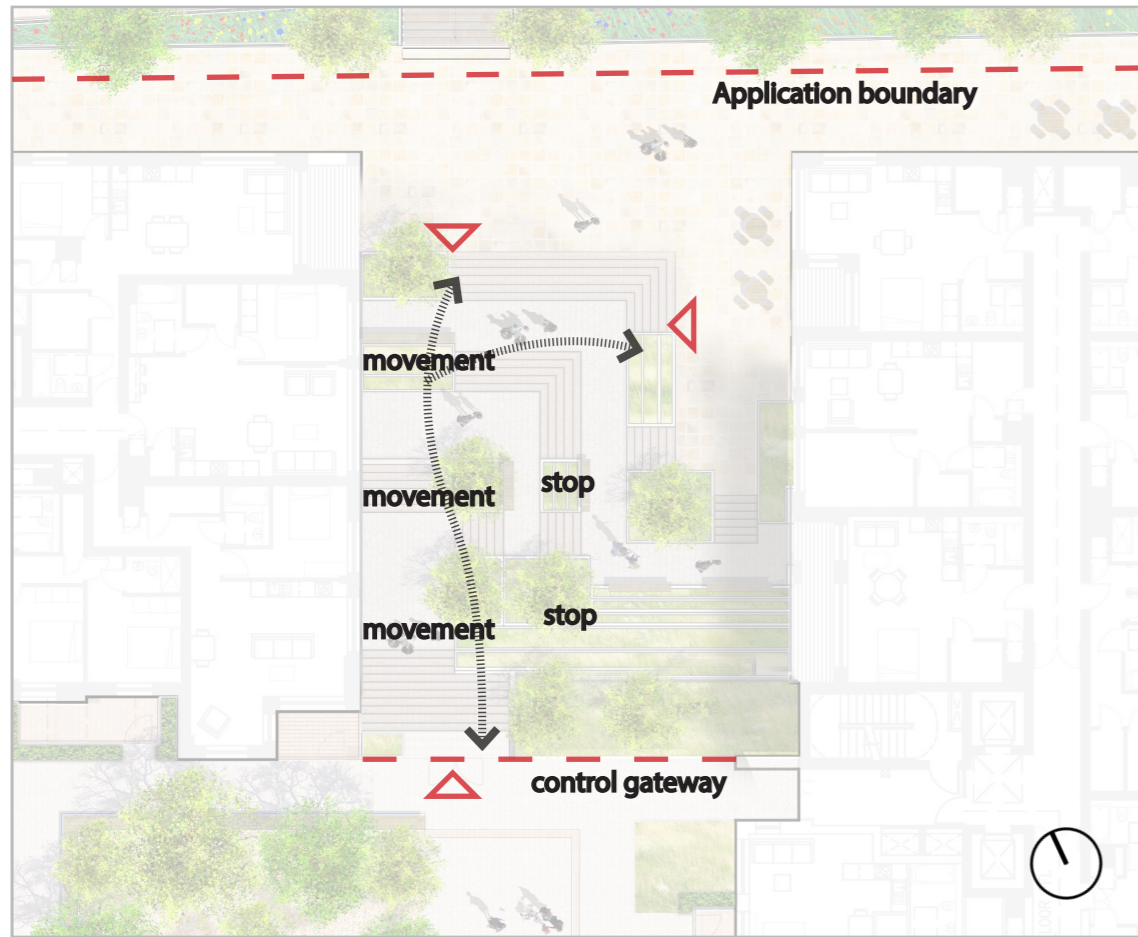 Application boundary
movement
movement
stop
movement
stop
control gateway